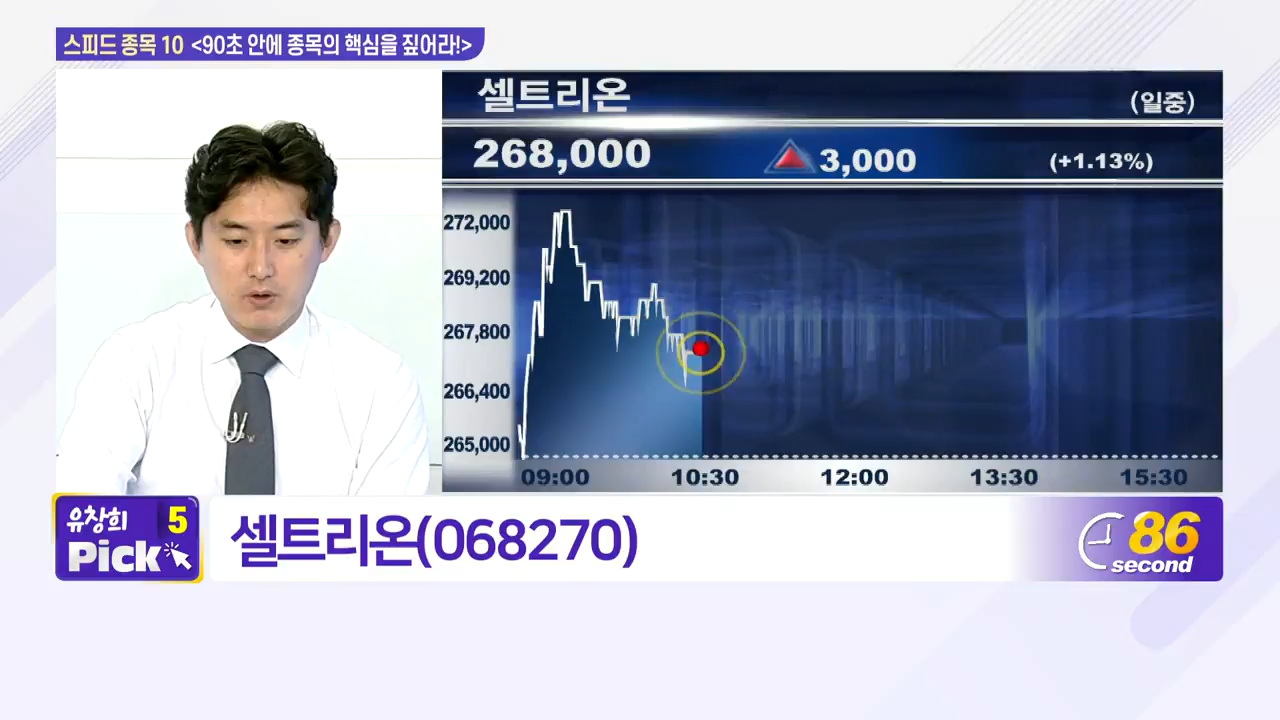 스피드 종목 10 <90초 안에 종목의 핵심을 짚어라!>
셀트리온
(일중)
268,000 3,000 (+1.13%)
272,000
269,200
267,800
266,400
265,000
09:00 10:30 12:00 13:30 15:30
유창희 5
Pick
셀트리온(068270)
86
second